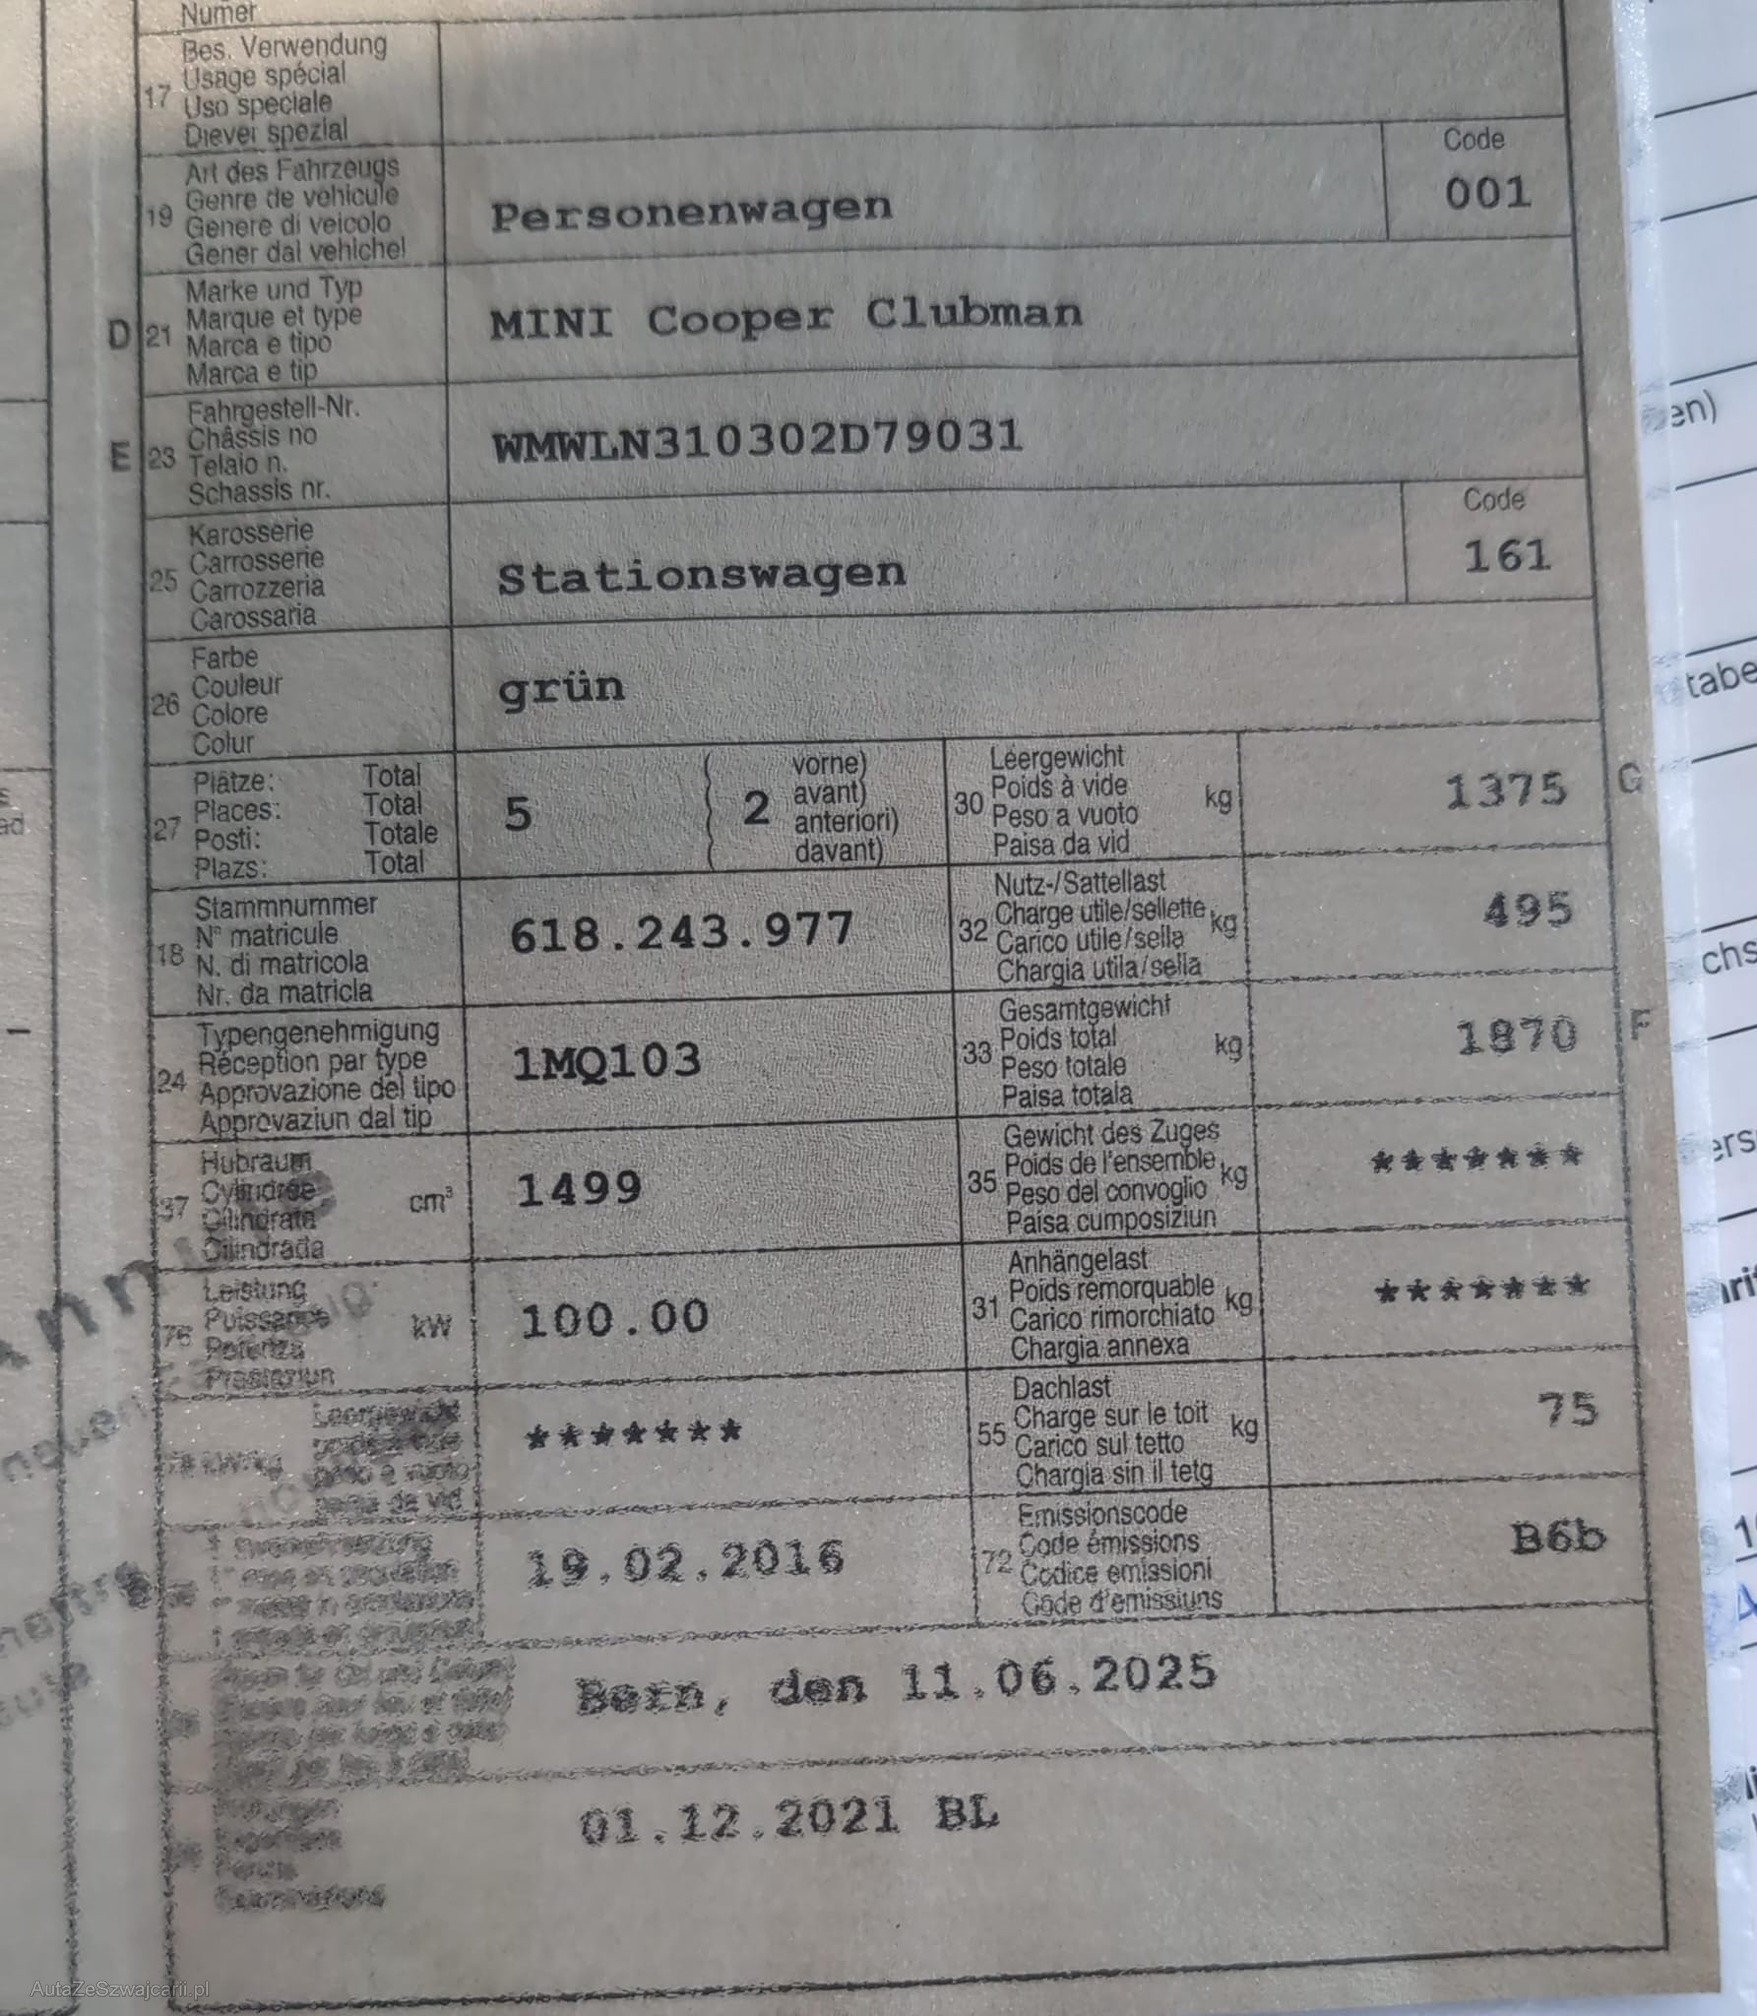 Numer
Bes. Verwendung
17 Usage spécial
Uso speciale
Diever spezial
Art des Fahrzeugs
19 Genre de vehicule
Genere di veicolo
Gener dal vehichel
Personenwagen
Code
001
Marke und Typ
D 21 Marque et type
Marca e tipo
Marca e tip
MINI Cooper Clubman
Fahrgestell-Nr.
E 23 Châssis no
Telaio n.
Schassis nr.
WMWLN310302D79031
Karosserie
25 Carrosserie
Carrozzeria
Carossaria
Stationswagen
Code
161
Farbe
26 Couleur
Colore
Colur
grün
Plätze: Total
27 Places: Total
Posti: Totale
Plazs: Total
5
2
vorne)
avant)
anteriori)
davant)
Leergewicht
30 Poids à vide kg
Peso a vuoto
Paisa da vid
1375 G
Stammnummer
18 N° matricule
N. di matricola
Nr. da matricla
618.243.977
Nutz-/Sattellast
32 Charge utile/sellette kg
Carico utile/sella
Chargia utila/sella
495
Typengenehmigung
24 Réception par type
Approvazione del tipo
Approvaziun dal tip
1MQ103
Gesamtgewicht
33 Poids total kg
Peso totale
Paisa totala
1870 F
Hubraum
37 Cylindrée cm³
Cilindrata
Cilindrada
1499
Gewicht des Zuges
35 Poids de l'ensemble kg
Peso del convoglio
Paisa cumposiziun
*******
Leistung
76 Puissance kW
Potenza
Prestaziun
100.00
Anhängelast
31 Poids remorquable kg
Carico rimorchiato
Chargia annexa
*******
Leergewicht
*******
Dachlast
55 Charge sur le toit kg
Carico sul tetto
Chargia sin il tetg
75
19.02.2016
Emissionscode
72 Code émissions
Codice emissioni
Code d'emissiuns
B6b
Bern, den 11.06.2025
01.12.2021 BL
en)
tabe
chs
ers
AutaZeSzwajcarii.pl